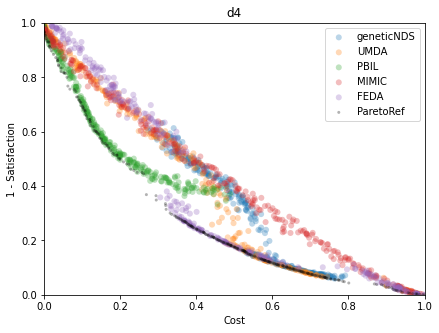 d4
geneticNDS
UMDA
PBIL
MIMIC
FEDA
ParetoRef
1 - Satisfaction
1.0
0.8
0.6
0.4
0.2
0.0
0.0 0.2 0.4 0.6 0.8 1.0
Cost